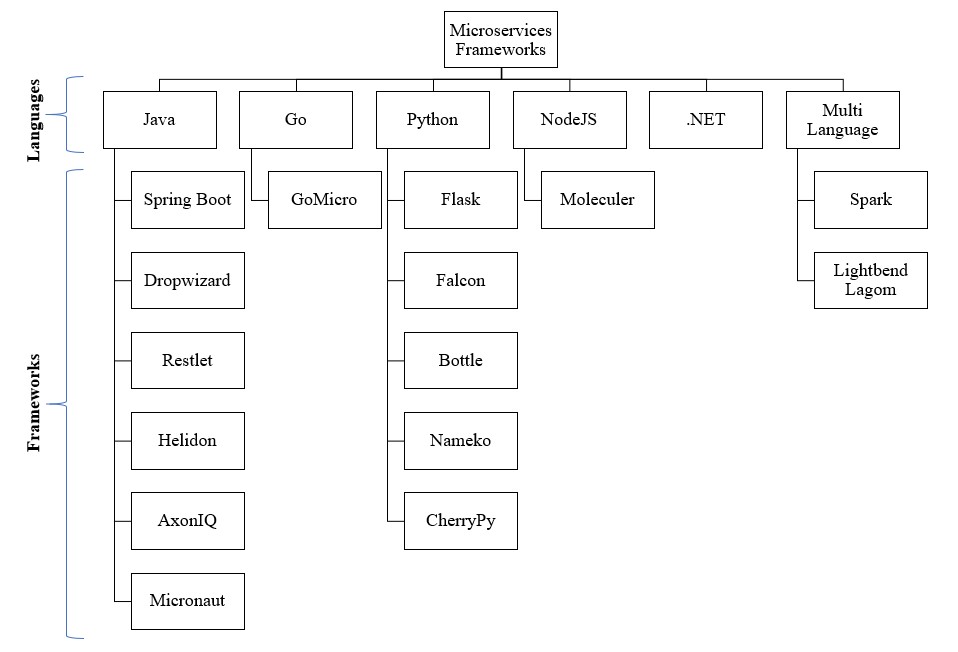 Microservices
Frameworks
Languages
Java
Go
Python
NodeJS
.NET
Multi
Language
Frameworks
Spring Boot
GoMicro
Flask
Moleculer
Spark
Dropwizard
Falcon
Lightbend
Lagom
Restlet
Bottle
Helidon
Nameko
AxonIQ
CherryPy
Micronaut